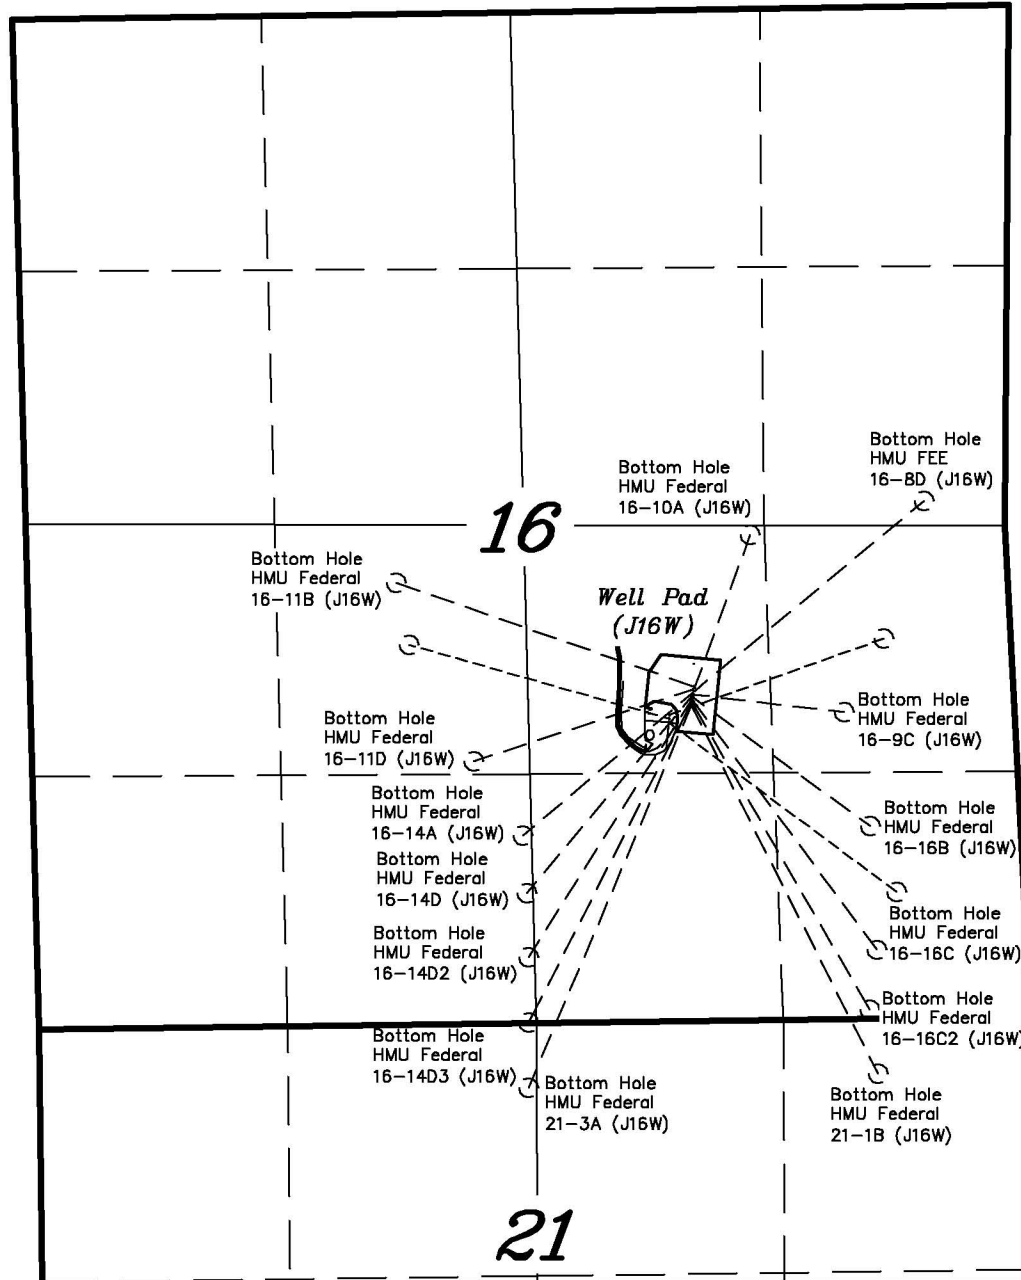 Bottom Hole
HMU FEE
16-8D (J16W)
Bottom Hole
HMU Federal
16-10A (J16W)
16
Bottom Hole
HMU Federal
16-11B (J16W)
Well Pad
(J16W)
Bottom Hole
HMU Federal
16-9C (J16W)
Bottom Hole
HMU Federal
16-11D (J16W)
Bottom Hole
HMU Federal
16-14A (J16W)
Bottom Hole
HMU Federal
16-16B (J16W)
Bottom Hole
HMU Federal
16-14D (J16W)
Bottom Hole
HMU Federal
16-16C (J16W)
Bottom Hole
HMU Federal
16-14D2 (J16W)
Bottom Hole
HMU Federal
16-16C2 (J16W)
Bottom Hole
HMU Federal
16-14D3 (J16W)
Bottom Hole
HMU Federal
21-3A (J16W)
Bottom Hole
HMU Federal
21-1B (J16W)
21